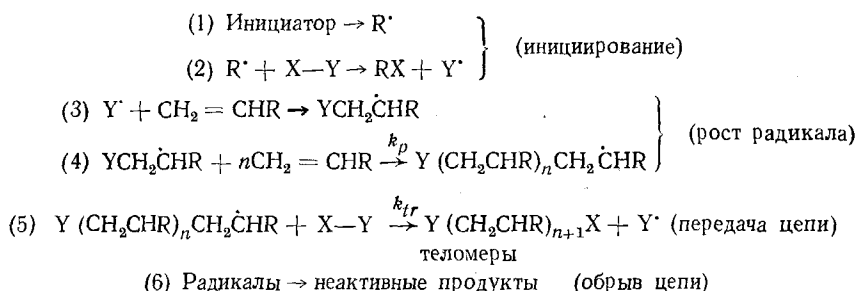 (1) Инициатор → R˙
(2) R˙ + X—Y → RX + Y˙
(инициирование)
(3) Y˙ + CH₂ = CHR → YCH₂ĊHR
(4) YCH₂ĊHR + nCH₂ = CHR →kₚ Y (CH₂CHR)ₙCH₂ĊHR
(рост радикала)
(5) Y (CH₂CHR)ₙCH₂ĊHR + X—Y →kₜᵣ Y (CH₂CHR)ₙ₊₁X + Y˙ (передача цепи)
теломеры
(6) Радикалы → неактивные продукты (обрыв цепи)